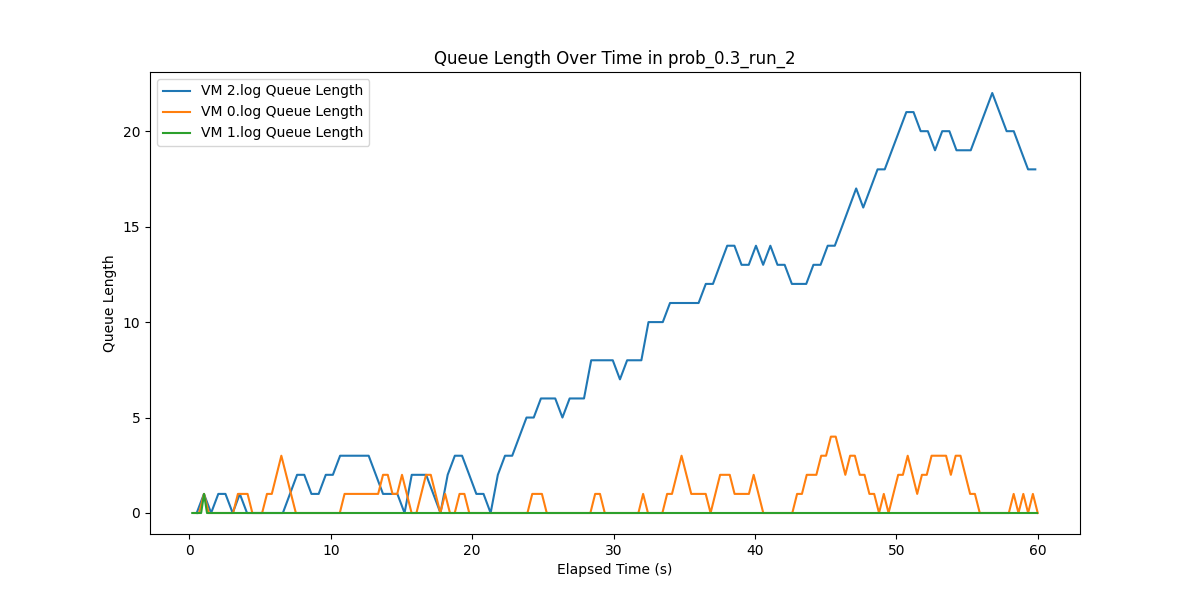 Queue Length Over Time in prob_0.3_run_2
VM 2.log Queue Length
VM 0.log Queue Length
VM 1.log Queue Length
Queue Length
20
15
10
5
0
0 10 20 30 40 50 60
Elapsed Time (s)